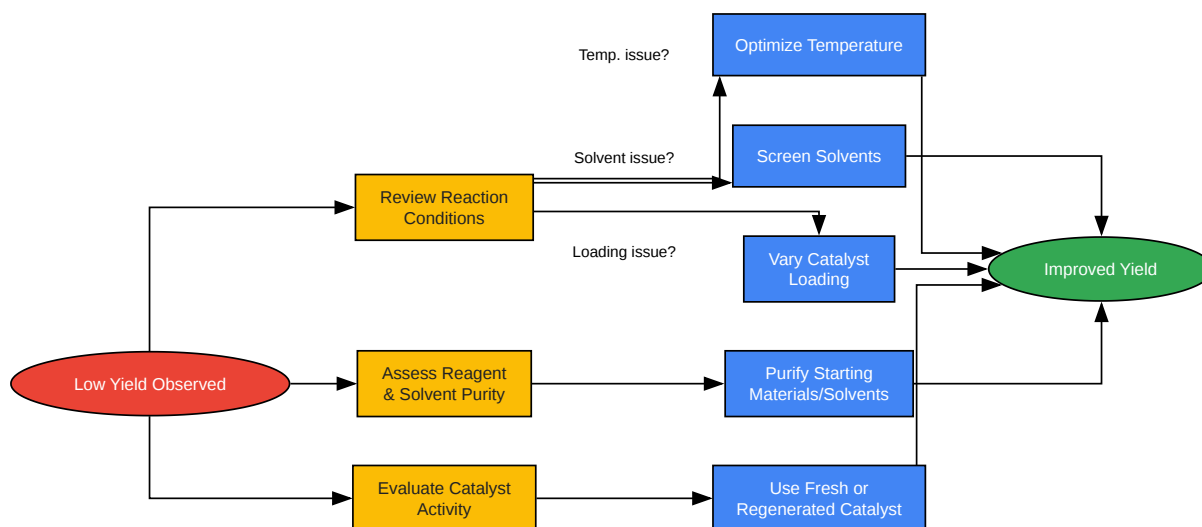 Optimize Temperature
Temp. issue?
Screen Solvents
Solvent issue?
Review Reaction
Conditions
Loading issue?
Vary Catalyst
Loading
Improved Yield
Low Yield Observed
Assess Reagent
& Solvent Purity
Purify Starting
Materials/Solvents
Evaluate Catalyst
Activity
Use Fresh or
Regenerated Catalyst